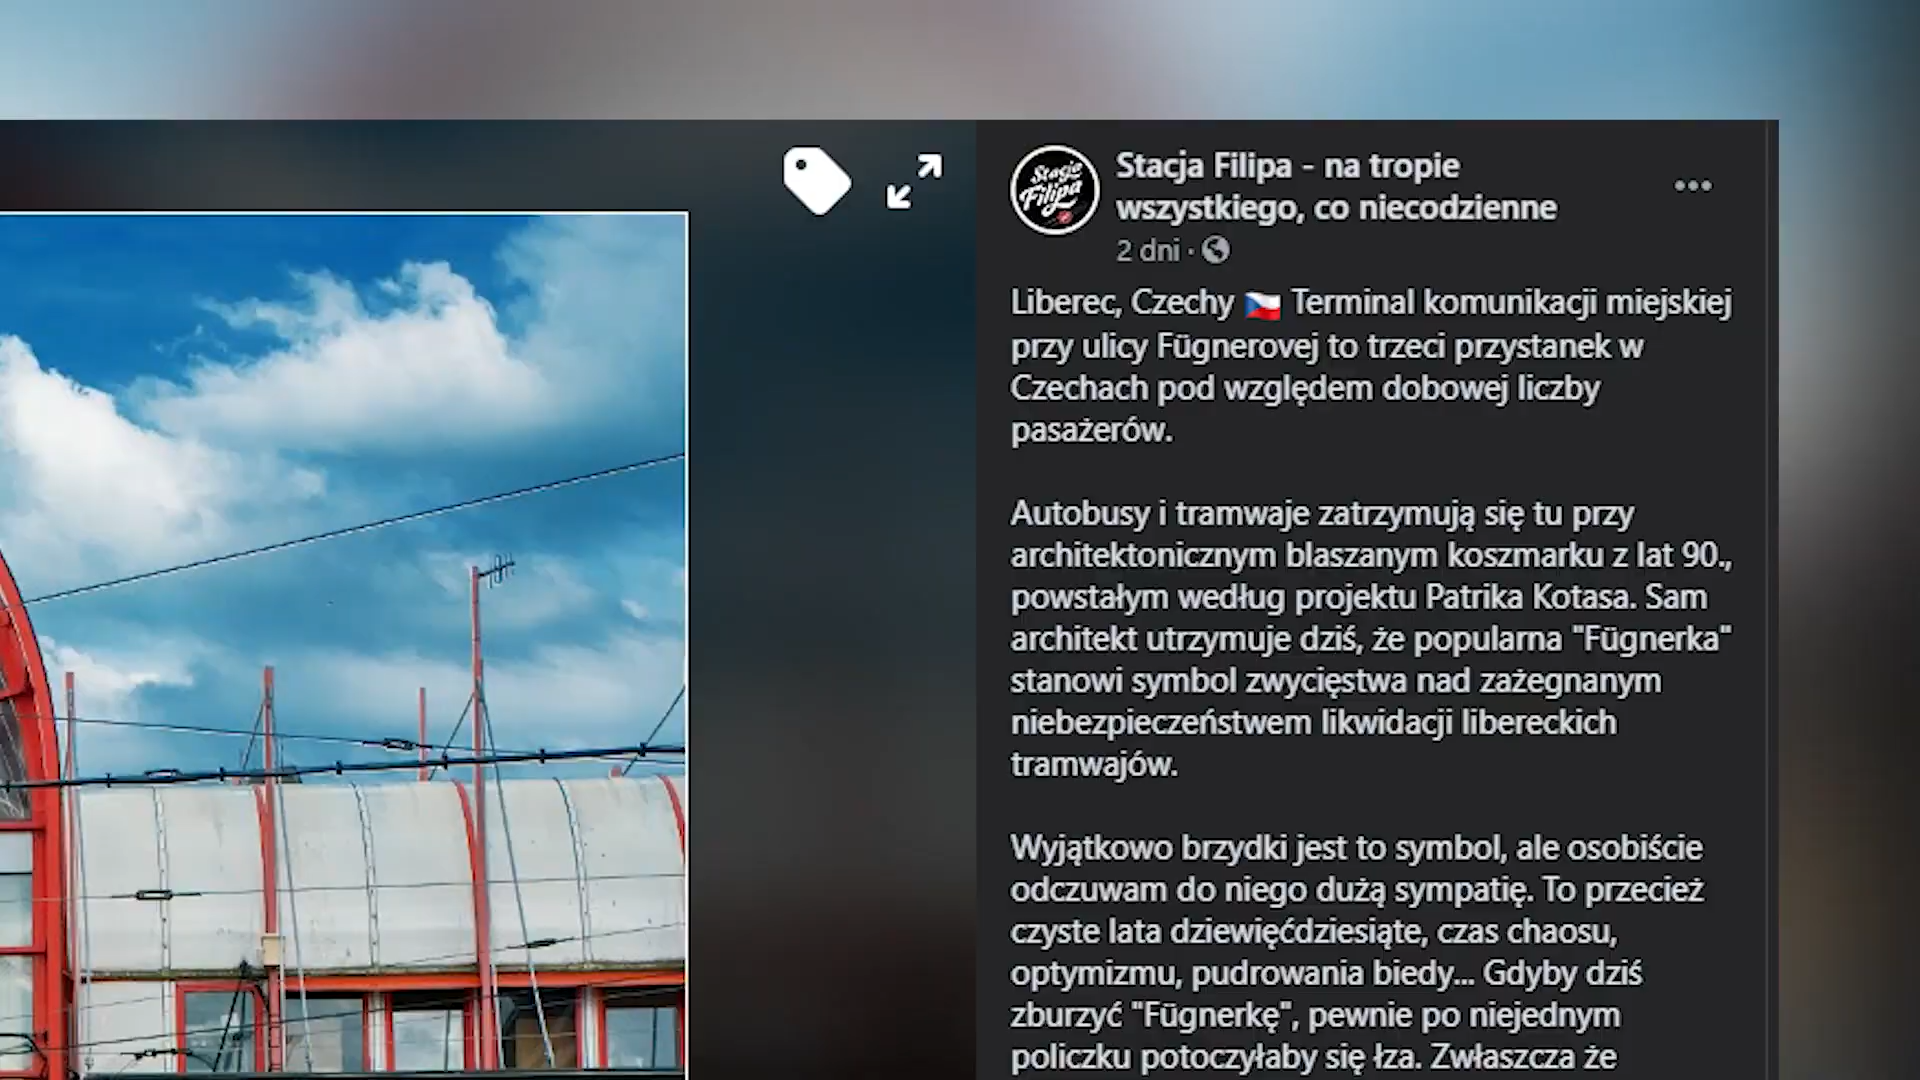 Stacja
Filipa
Stacja Filipa - na tropie
wszystkiego, co niecodzienne
2 dni ·
Liberec, Czechy 🇨🇿 Terminal komunikacji miejskiej
przy ulicy Fügnerovej to trzeci przystanek w
Czechach pod względem dobowej liczby
pasażerów.
Autobusy i tramwaje zatrzymują się tu przy
architektonicznym blaszanym koszmarku z lat 90.,
powstałym według projektu Patrika Kotasa. Sam
architekt utrzymuje dziś, że popularna "Fügnerka"
stanowi symbol zwycięstwa nad zażegnanym
niebezpieczeństwem likwidacji libereckich
tramwajów.
Wyjątkowo brzydki jest to symbol, ale osobiście
odczuwam do niego dużą sympatię. To przecież
czyste lata dziewięćdziesiąte, czas chaosu,
optymizmu, pudrowania biedy... Gdyby dziś
zburzyć "Fügnerkę", pewnie po niejednym
policzku potoczyłaby się łza. Zwłaszcza że